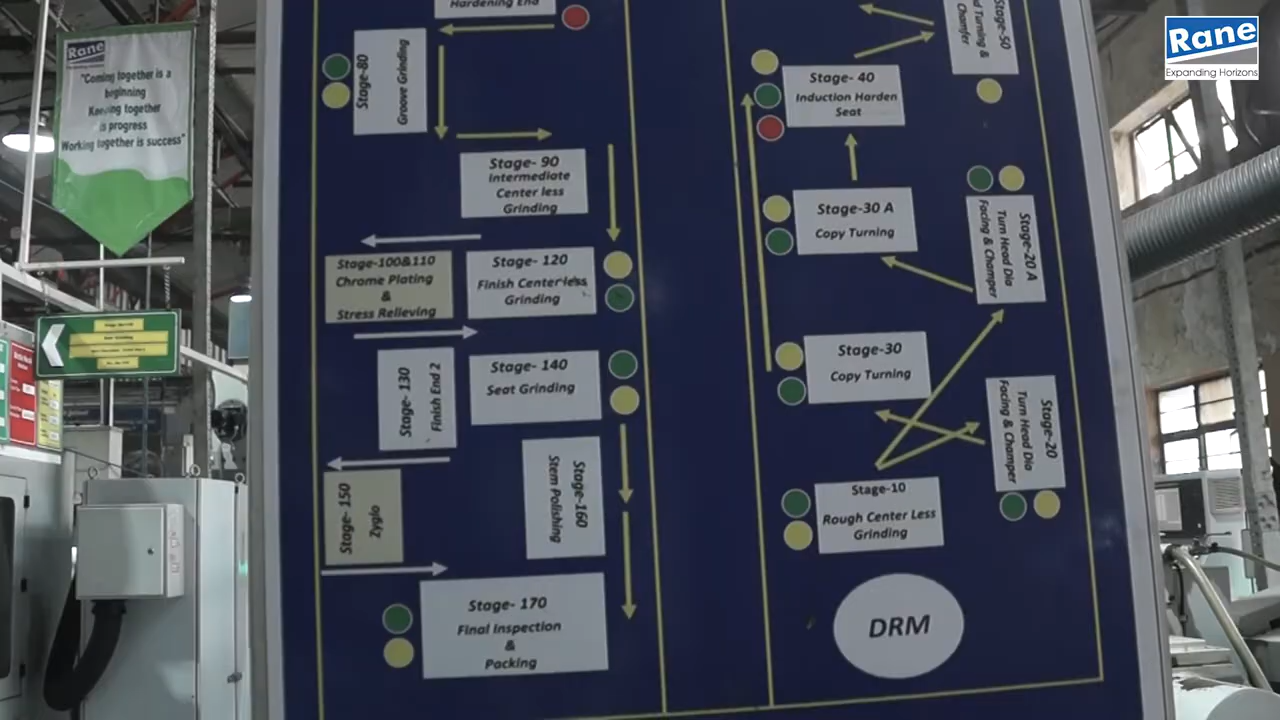 Rane
"Coming together is a
beginning
Keeping together
is progress
Working together is success"
Hardening End
Stage-80
Groove Grinding
Stage- 90
Intermediate
Center less
Grinding
Stage-100&110
Chrome Plating
&
Stress Relieving
Stage- 120
Finish Center less
Grinding
Stage- 130
Finish End 2
Stage- 140
Seat Grinding
Stage- 150
Zyglo
Stage-160
Stem Polishing
Stage- 170
Final Inspection
&
Packing
Stage-50
Turning &
Chamfer
Stage- 40
Induction Harden
Seat
Stage-30 A
Copy Turning
Stage-20 A
Turn Head Dia
Facing & Champer
Stage-30
Copy Turning
Stage-20
Turn Head Dia
Facing & Champer
Stage-10
Rough Center Less
Grinding
DRM
Rane
Expanding Horizons